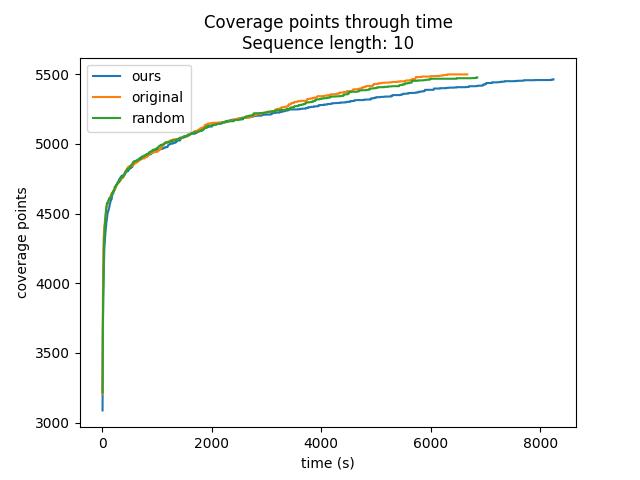 Coverage points through time
Sequence length: 10
ours
original
random
5500
5000
4500
4000
3500
3000
coverage points
0 2000 4000 6000 8000
time (s)